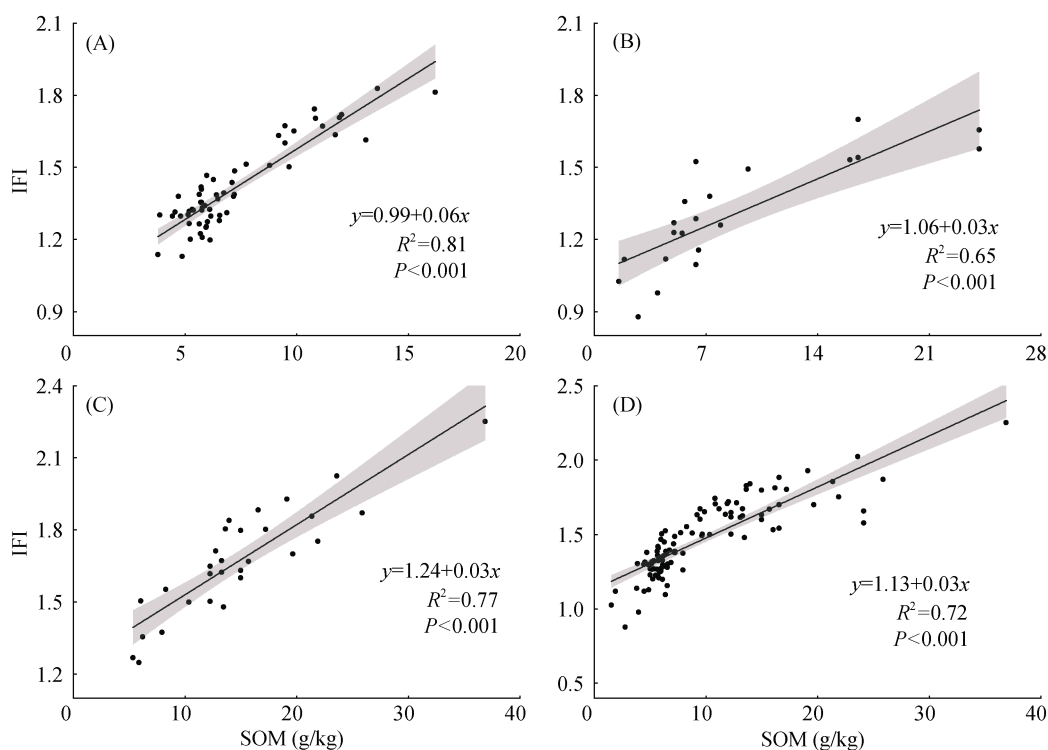 2.1
(A)
1.8
1.5
IFI
1.2
0.9
y=0.99+0.06x
R²=0.81
P<0.001
0 5 10 16 20
2.1
(B)
1.8
1.5
1.2
0.9
y=1.06+0.03x
R²=0.65
P<0.001
0 7 14 21 28
2.4
(C)
2.1
1.8
IFI
1.5
1.2
y=1.24+0.03x
R²=0.77
P<0.001
0 10 20 30 40
SOM (g/kg)
2.5
(D)
2.0
1.5
1.0
0.5
y=1.13+0.03x
R²=0.72
P<0.001
0 10 20 30 40
SOM (g/kg)